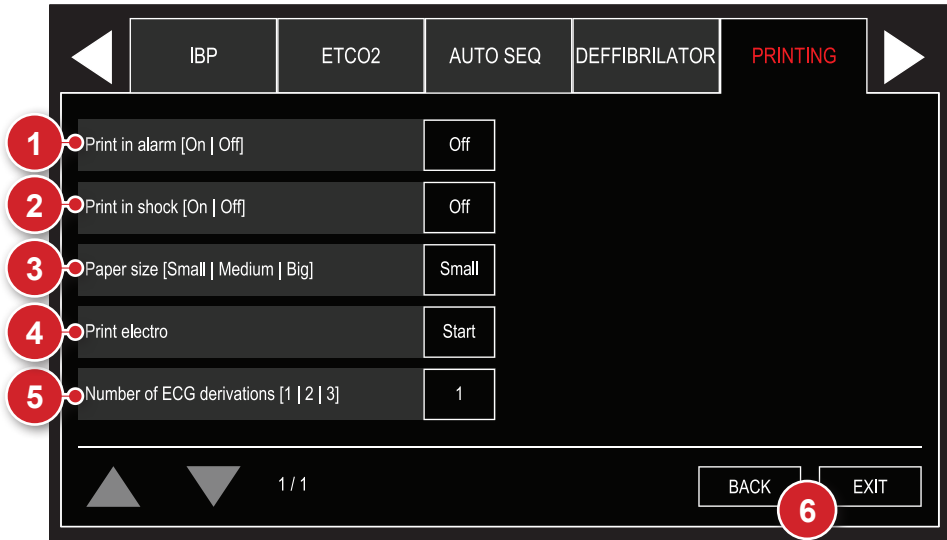 IBP
ETCO2
AUTO SEQ
DEFFIBRILATOR
PRINTING
1
Print in alarm [On | Off]
Off
2
Print in shock [On | Off]
Off
3
Paper size [Small | Medium | Big]
Small
4
Print electro
Start
5
Number of ECG derivations [1 | 2 | 3]
1
1 / 1
BACK
6
EXIT